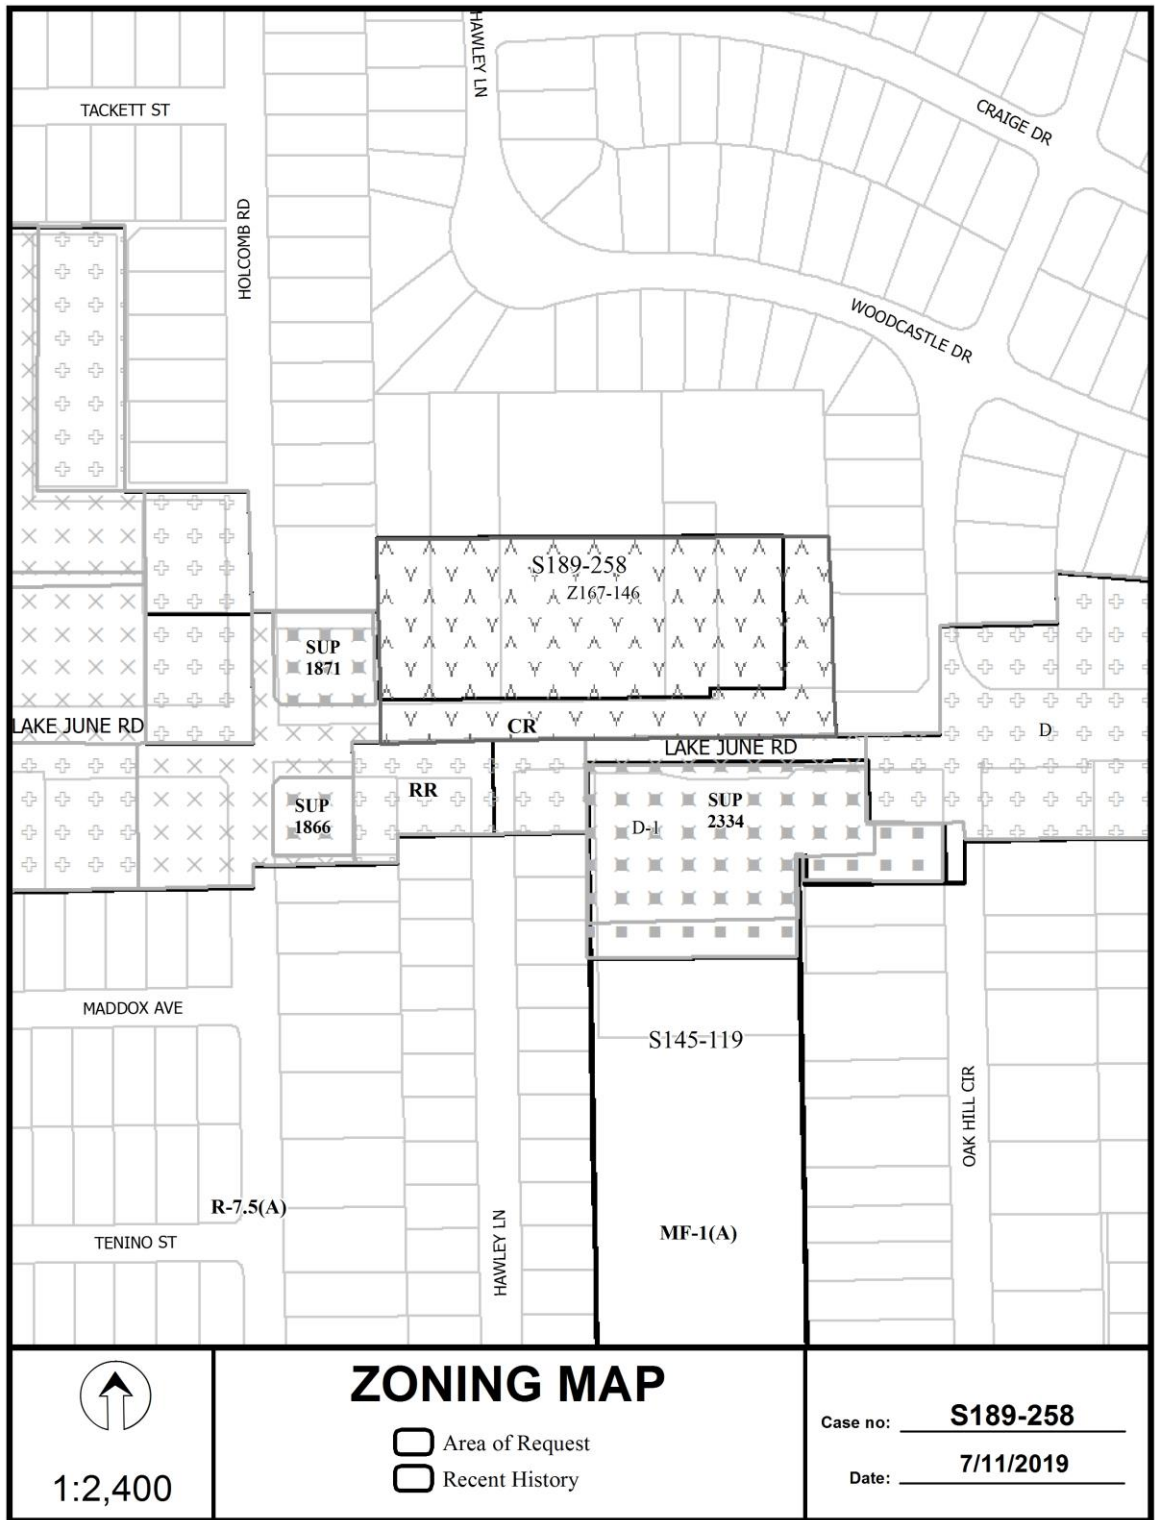 HAWLEY LN
TACKETT ST
CRAIGE DR
HOLCOMB RD
WOODCASTLE DR
S189-258
Z167-146
SUP
1871
LAKE JUNE RD
CR
D
LAKE JUNE RD
RR
SUP
1866
SUP
2334
D-1
MADDOX AVE
S145-119
OAK HILL CIR
R-7.5(A)
HAWLEY LN
MF-1(A)
TENINO ST
1:2,400
ZONING MAP
Area of Request
Recent History
Case no: S189-258
Date: 7/11/2019